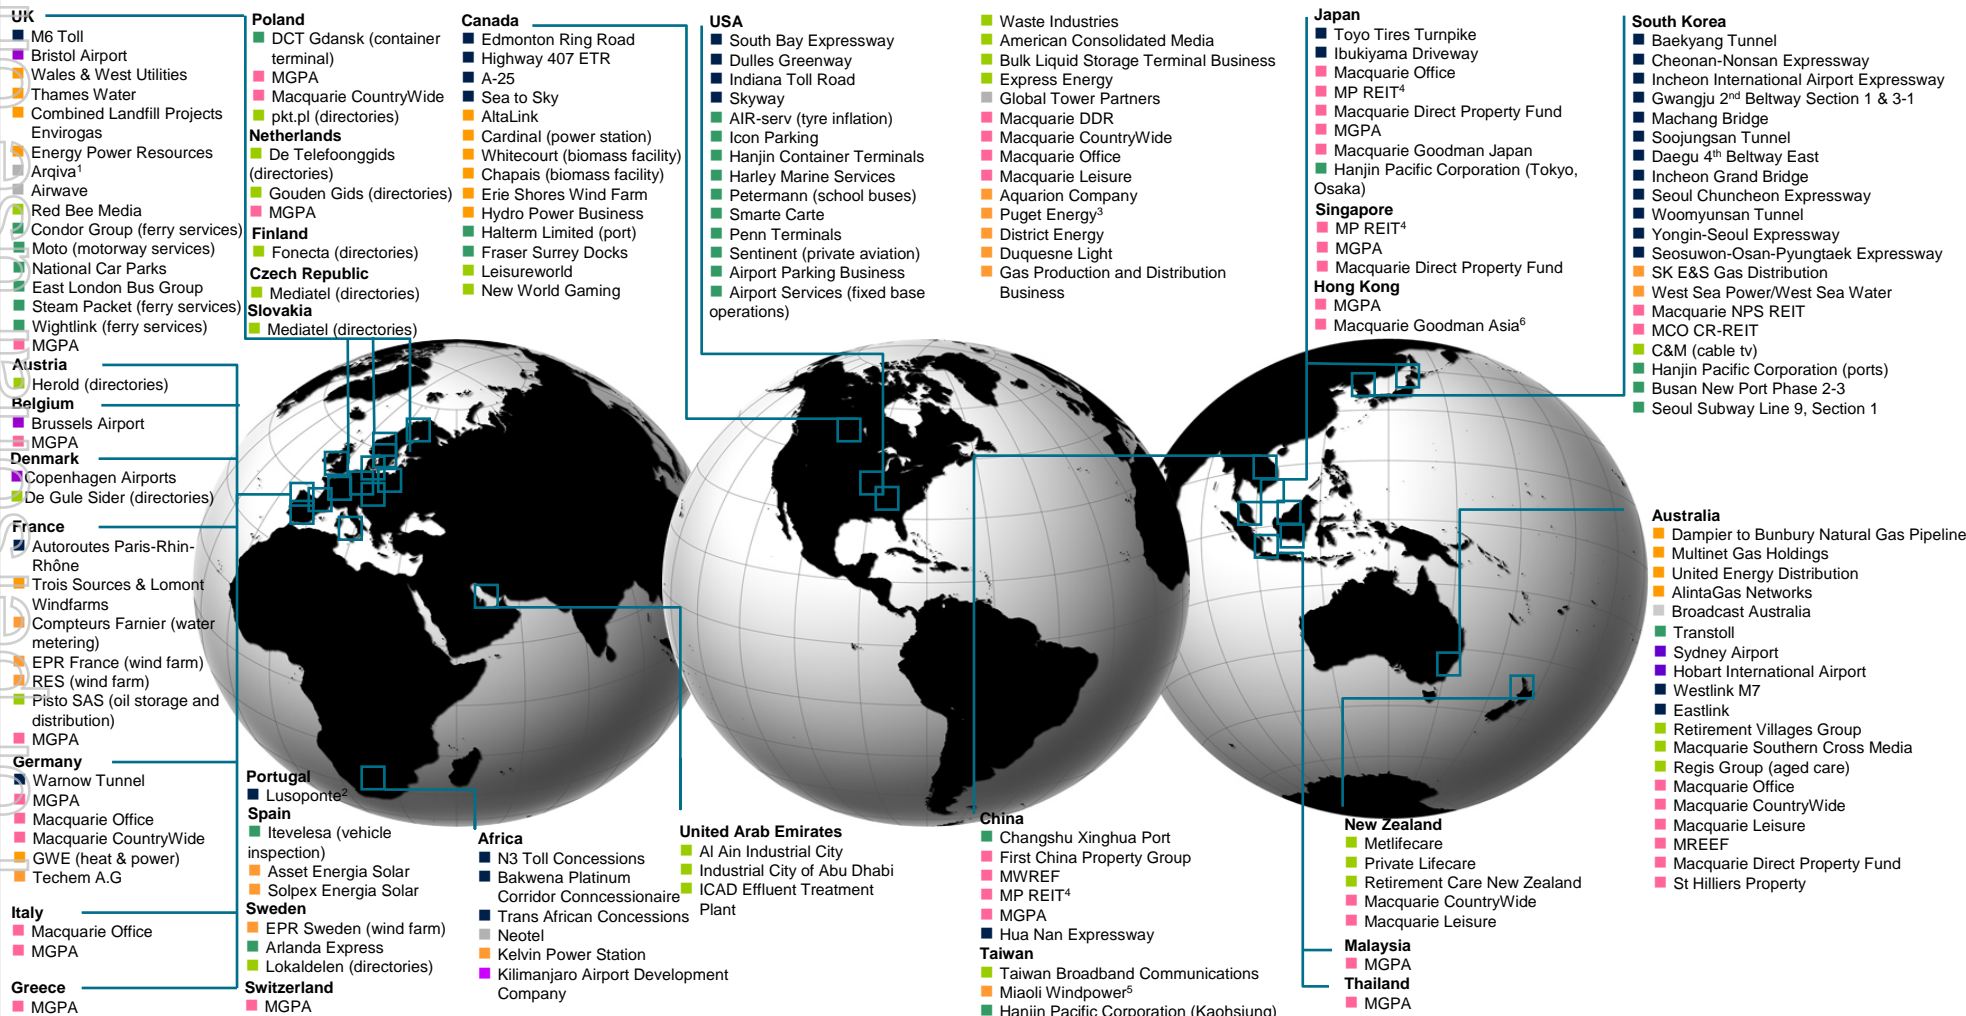 UK
M6 Toll
Bristol Airport
Wales & West Utilities
Thames Water
Combined Landfill Projects
Envirogas
Energy Power Resources
Arqiva¹
Airwave
Red Bee Media
Condor Group (ferry services)
Moto (motorway services)
National Car Parks
East London Bus Group
Steam Packet (ferry services)
Wightlink (ferry services)
MGPA
Austria
Herold (directories)
Belgium
Brussels Airport
MGPA
Denmark
Copenhagen Airports
De Gule Sider (directories)
France
Autoroutes Paris-Rhin-
Rhône
Trois Sources & Lomont
Windfarms
Compteurs Farnier (water
metering)
EPR France (wind farm)
RES (wind farm)
Pisto SAS (oil storage and
distribution)
MGPA
Germany
Warnow Tunnel
MGPA
Macquarie Office
Macquarie CountryWide
GWE (heat & power)
Techem A.G
Italy
Macquarie Office
MGPA
Greece
MGPA
Poland
DCT Gdansk (container
terminal)
MGPA
Macquarie CountryWide
pkt.pl (directories)
Netherlands
De Telefoonggids
(directories)
Gouden Gids (directories)
MGPA
Finland
Fonecta (directories)
Czech Republic
Mediatel (directories)
Slovakia
Mediatel (directories)
Portugal
Lusoponte²
Spain
Itevelesa (vehicle
inspection)
Asset Energia Solar
Solpex Energia Solar
Sweden
EPR Sweden (wind farm)
Arlanda Express
Lokaldelen (directories)
Switzerland
MGPA
Canada
Edmonton Ring Road
Highway 407 ETR
A-25
Sea to Sky
AltaLink
Cardinal (power station)
Whitecourt (biomass facility)
Chapais (biomass facility)
Erie Shores Wind Farm
Hydro Power Business
Halterm Limited (port)
Fraser Surrey Docks
Leisureworld
New World Gaming
Africa
N3 Toll Concessions
Bakwena Platinum
Corridor Conncessionaire
Trans African Concessions
Neotel
Kelvin Power Station
Kilimanjaro Airport Development
Company
United Arab Emirates
Al Ain Industrial City
Industrial City of Abu Dhabi
ICAD Effluent Treatment
Plant
USA
South Bay Expressway
Dulles Greenway
Indiana Toll Road
Skyway
AIR-serv (tyre inflation)
Icon Parking
Hanjin Container Terminals
Harley Marine Services
Petermann (school buses)
Smarte Carte
Penn Terminals
Sentinent (private aviation)
Airport Parking Business
Airport Services (fixed base
operations)
Waste Industries
American Consolidated Media
Bulk Liquid Storage Terminal Business
Express Energy
Global Tower Partners
Macquarie DDR
Macquarie CountryWide
Macquarie Office
Macquarie Leisure
Aquarion Company
Puget Energy³
District Energy
Duquesne Light
Gas Production and Distribution
Business
China
Changshu Xinghua Port
First China Property Group
MWREF
MP REIT⁴
MGPA
Hua Nan Expressway
Taiwan
Taiwan Broadband Communications
Miaoli Windpower⁵
Hanjin Pacific Corporation (Kaohsiung)
Japan
Toyo Tires Turnpike
Ibukiyama Driveway
Macquarie Office
MP REIT⁴
Macquarie Direct Property Fund
MGPA
Macquarie Goodman Japan
Hanjin Pacific Corporation (Tokyo,
Osaka)
Singapore
MP REIT⁴
MGPA
Macquarie Direct Property Fund
Hong Kong
MGPA
Macquarie Goodman Asia⁶
New Zealand
Metlifecare
Private Lifecare
Retirement Care New Zealand
Macquarie CountryWide
Macquarie Leisure
Malaysia
MGPA
Thailand
MGPA
South Korea
Baekyang Tunnel
Cheonan-Nonsan Expressway
Incheon International Airport Expressway
Gwangju 2nd Beltway Section 1 & 3-1
Machang Bridge
Soojungsan Tunnel
Daegu 4th Beltway East
Incheon Grand Bridge
Seoul Chuncheon Expressway
Woomyunsan Tunnel
Yongin-Seoul Expressway
Seosuwon-Osan-Pyungtaek Expressway
SK E&S Gas Distribution
West Sea Power/West Sea Water
Macquarie NPS REIT
MCO CR-REIT
C&M (cable tv)
Hanjin Pacific Corporation (ports)
Busan New Port Phase 2-3
Seoul Subway Line 9, Section 1
Australia
Dampier to Bunbury Natural Gas Pipeline
Multinet Gas Holdings
United Energy Distribution
AlintaGas Networks
Broadcast Australia
Transtoll
Sydney Airport
Hobart International Airport
Westlink M7
Eastlink
Retirement Villages Group
Macquarie Southern Cross Media
Regis Group (aged care)
Macquarie Office
Macquarie CountryWide
Macquarie Leisure
MREEF
Macquarie Direct Property Fund
St Hilliers Property